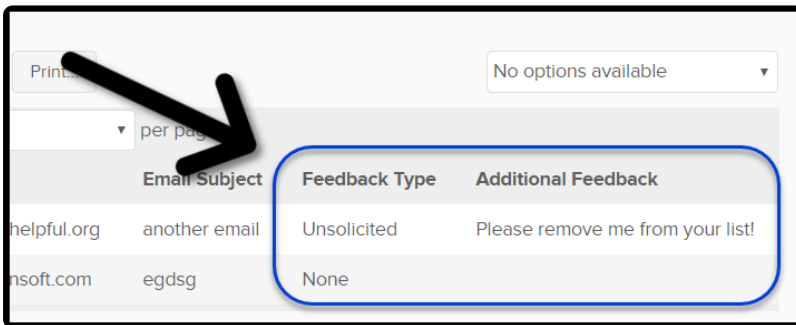 Print...
No options available
per page
Email Subject Feedback Type Additional Feedback
helpful.org another email Unsolicited Please remove me from your list!
nsoft.com egdsg None